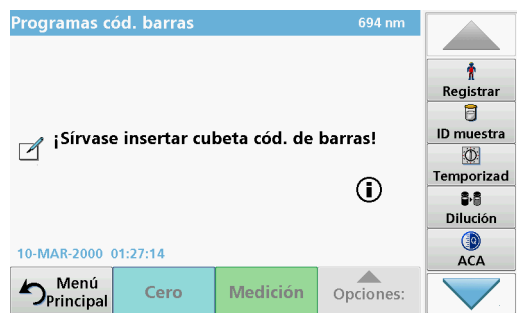 Programas cód. barras 694 nm
¡Sírvase insertar cubeta cód. de barras!
10-MAR-2000 01:27:14
Menú
Principal
Cero
Medición
Opciones:
Registrar
ID muestra
Temporizad
Dilución
ACA